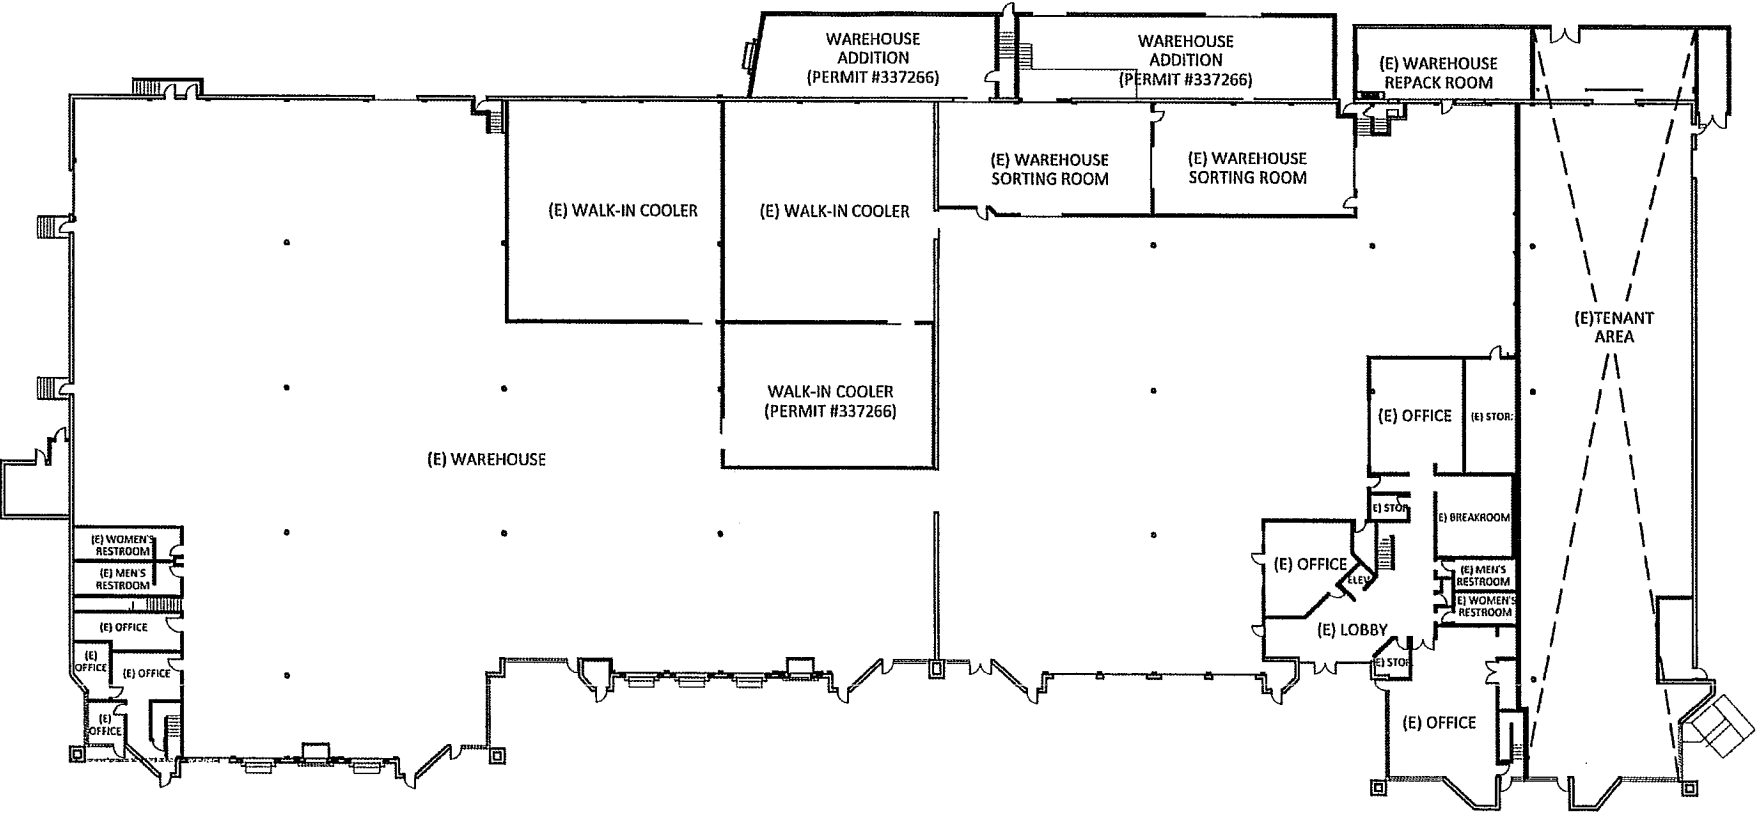 WAREHOUSE
ADDITION
(PERMIT #337266)
WAREHOUSE
ADDITION
(PERMIT #337266)
(E) WAREHOUSE
REPACK ROOM
(E) WAREHOUSE
SORTING ROOM
(E) WAREHOUSE
SORTING ROOM
(E) WALK-IN COOLER
(E) WALK-IN COOLER
(E)TENANT
AREA
WALK-IN COOLER
(PERMIT #337266)
(E) OFFICE
(E) STOR.
(E) WAREHOUSE
E) STOR
(E) BREAKROOM
(E) WOMEN'S
RESTROOM
(E) MEN'S
RESTROOM
(E) OFFICE
ELEV
(E) MEN'S
RESTROOM
(E) WOMEN'S
RESTROOM
(E) OFFICE
(E) LOBBY
(E)
OFFICE
(E) OFFICE
E) STOR
(E)
OFFICE
(E) OFFICE